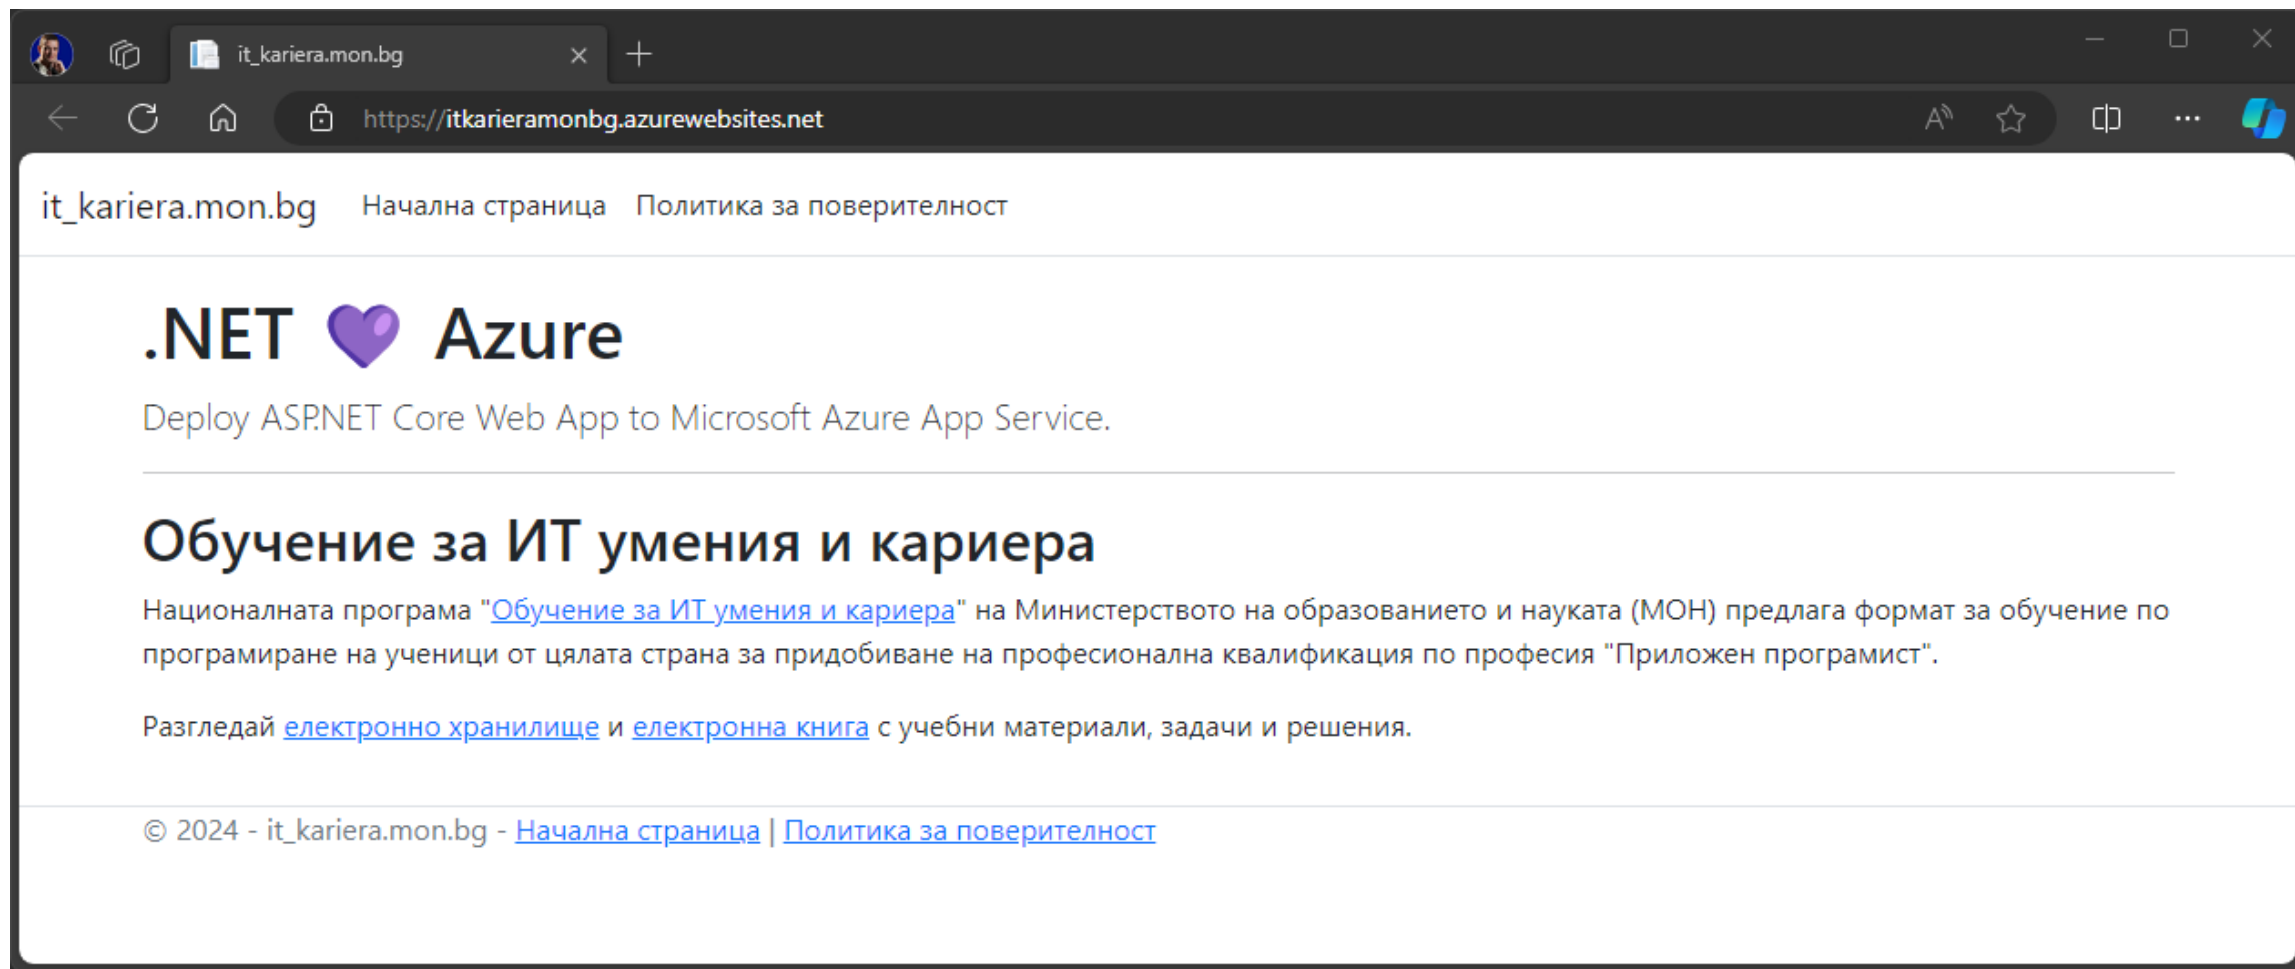 it_kariera.mon.bg
https://itkarieramonbg.azurewebsites.net
it_kariera.mon.bg Начална страница Политика за поверителност
.NET 💜 Azure
Deploy ASP.NET Core Web App to Microsoft Azure App Service.
Обучение за ИТ умения и кариера
Националната програма "Обучение за ИТ умения и кариера" на Министерството на образованието и науката (МОН) предлага формат за обучение по
програмиране на ученици от цялата страна за придобиване на професионална квалификация по професия "Приложен програмист".
Разгледай електронно хранилище и електронна книга с учебни материали, задачи и решения.
© 2024 - it_kariera.mon.bg - Начална страница | Политика за поверителност